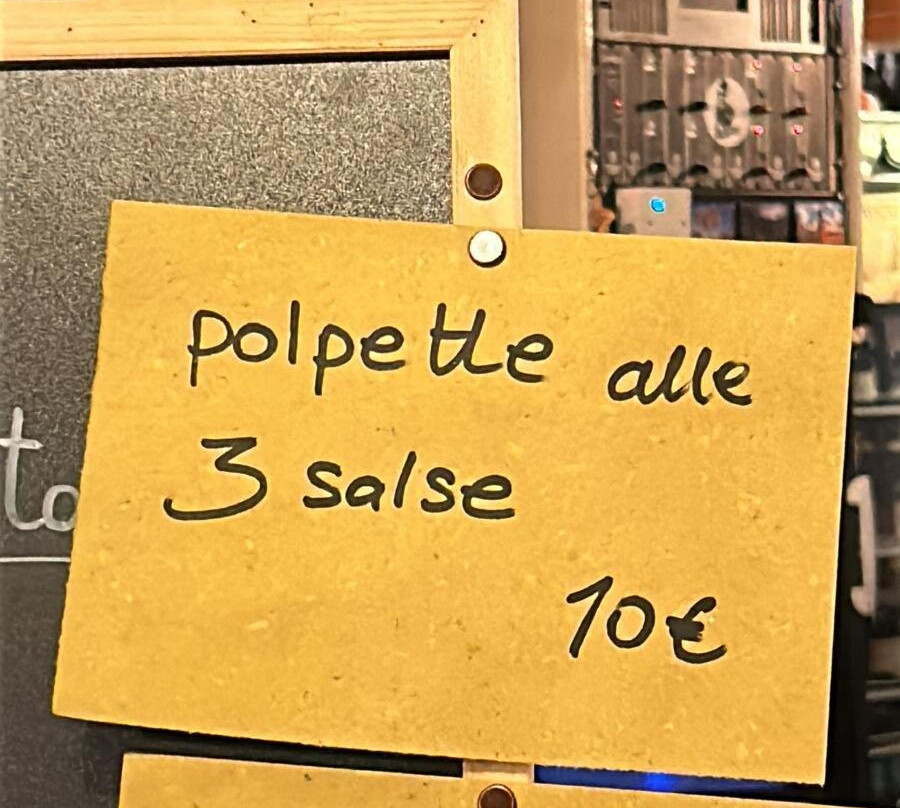 polpette alle
3 salse
10€